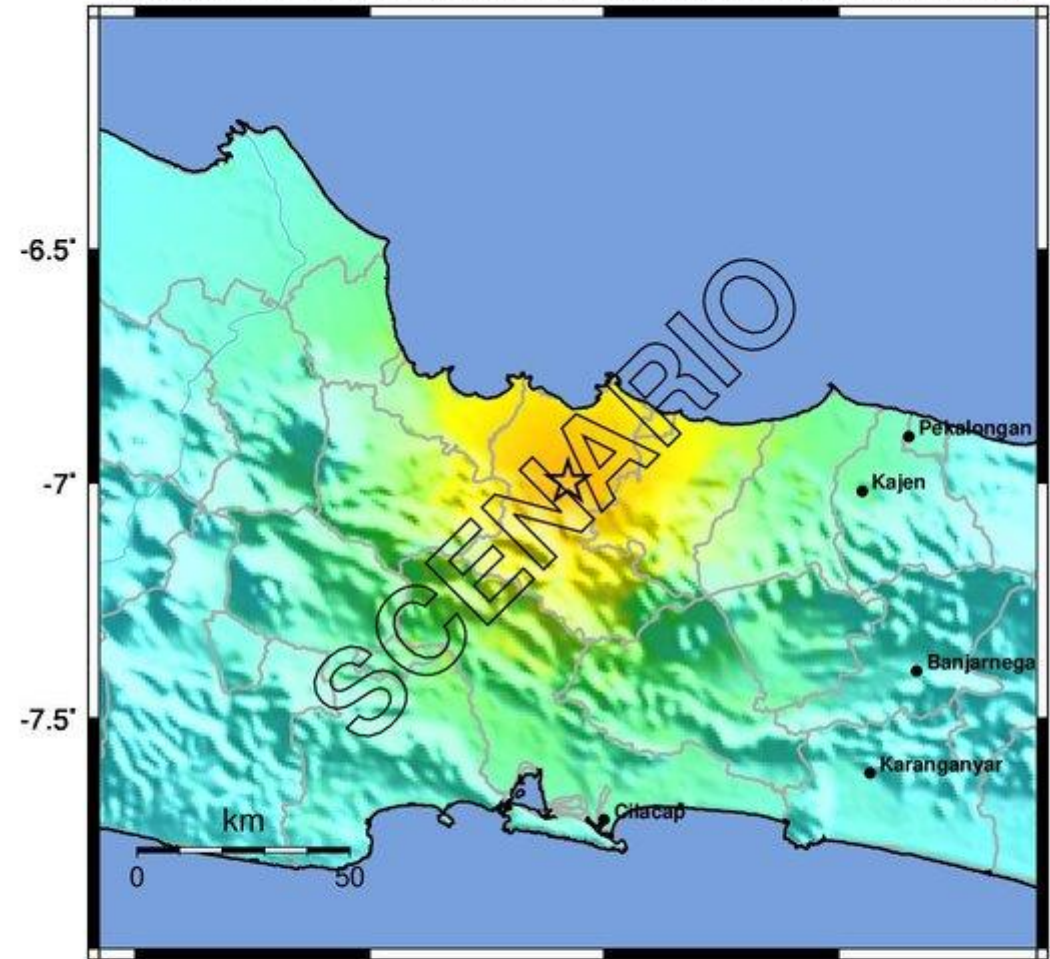 -6.5°
SCENARIO
Pekalongan
-7°
Kajen
Banjarnega
-7.5°
Karanganyar
Cilacap
km
0 50